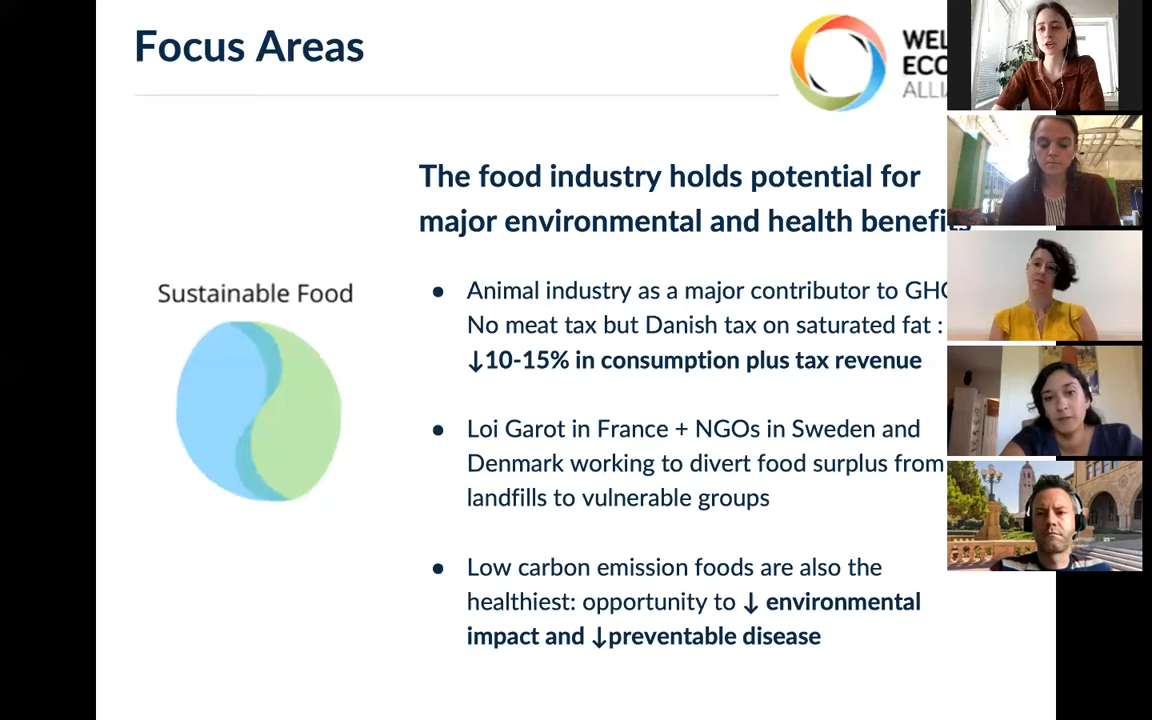 Focus Areas
WEL
ECO
ALLIA
The food industry holds potential for
major environmental and health benefits
Sustainable Food
● Animal industry as a major contributor to GHG
No meat tax but Danish tax on saturated fat :
↓10-15% in consumption plus tax revenue
● Loi Garot in France + NGOs in Sweden and
Denmark working to divert food surplus from
landfills to vulnerable groups
● Low carbon emission foods are also the
healthiest: opportunity to ↓ environmental
impact and ↓preventable disease